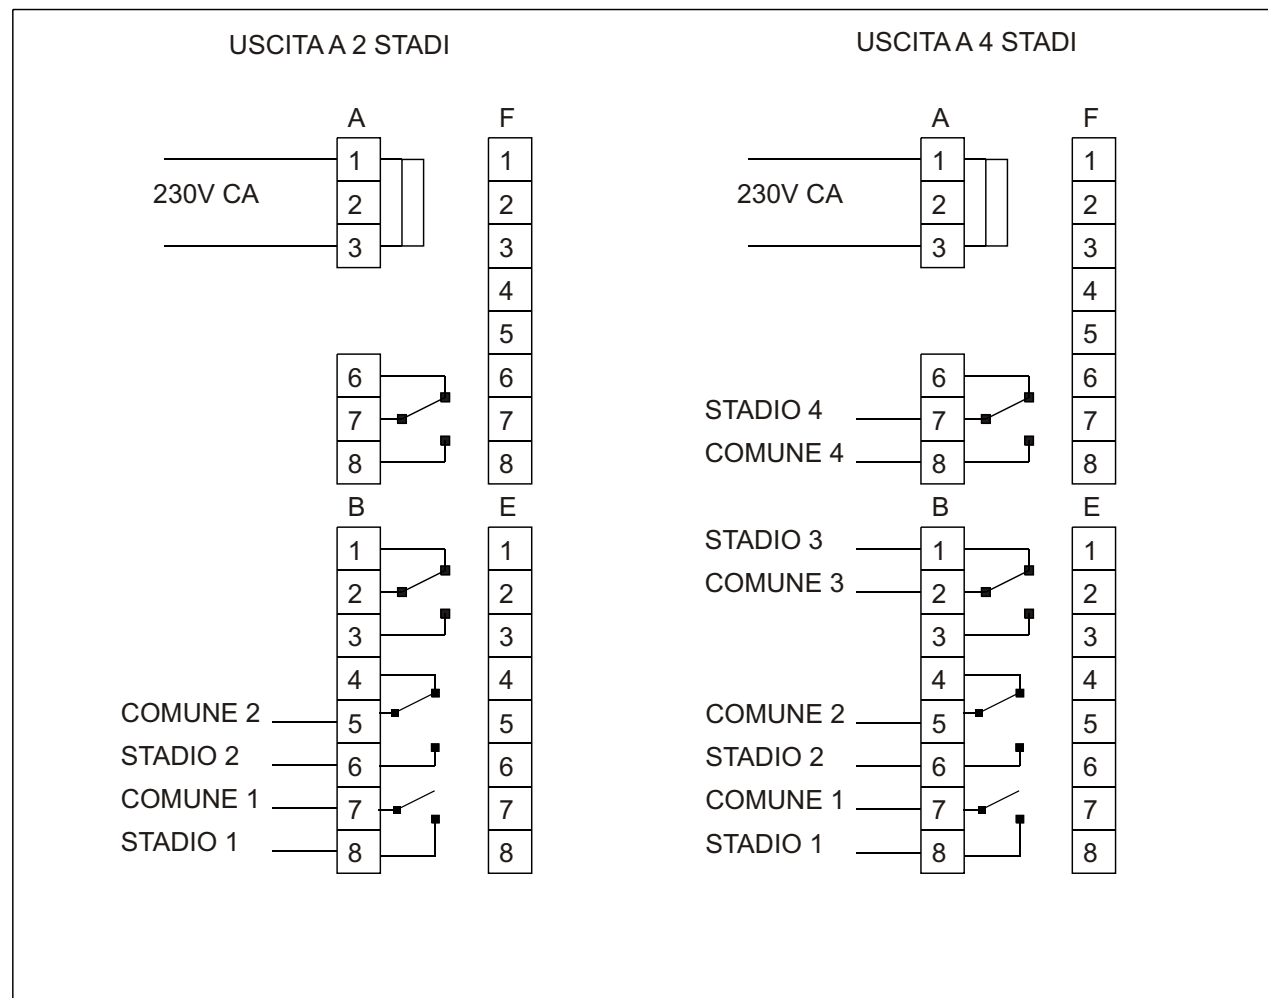 USCITA A 2 STADI
A
F
1
2
3
230V CA
6
7
8
1
2
3
4
5
6
7
8
B
E
1
2
3
4
5
6
7
8
COMUNE 2
STADIO 2
COMUNE 1
STADIO 1
1
2
3
4
5
6
7
8
USCITA A 4 STADI
A
F
1
2
3
230V CA
6
7
8
STADIO 4
COMUNE 4
1
2
3
4
5
6
7
8
B
E
STADIO 3
COMUNE 3
COMUNE 2
STADIO 2
COMUNE 1
STADIO 1
1
2
3
4
5
6
7
8
1
2
3
4
5
6
7
8